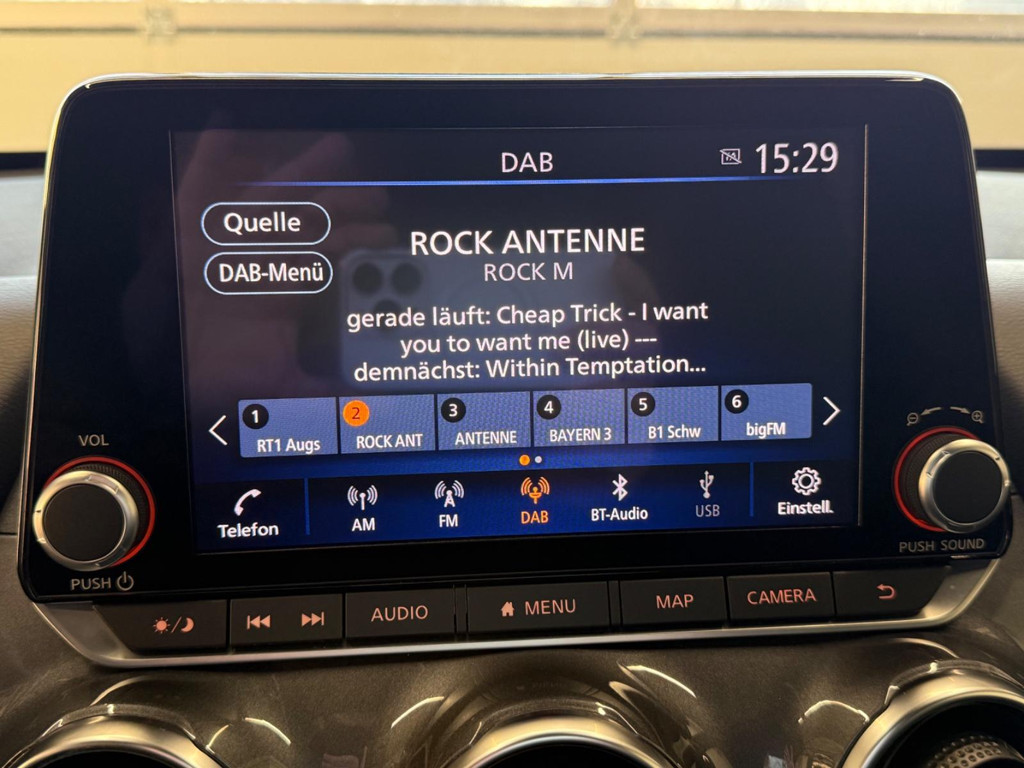 DAB
TA 15:29
Quelle
DAB-Menü
ROCK ANTENNE
ROCK M
gerade läuft: Cheap Trick - I want
you to want me (live) ---
demnächst: Within Temptation...
1 RT1 Augs
2 ROCK ANT
3 ANTENNE
4 BAYERN 3
5 B1 Schw
6 bigFM
Telefon
AM
FM
DAB
BT-Audio
USB
Einstell.
VOL
PUSH
PUSH SOUND
AUDIO
MENU
MAP
CAMERA